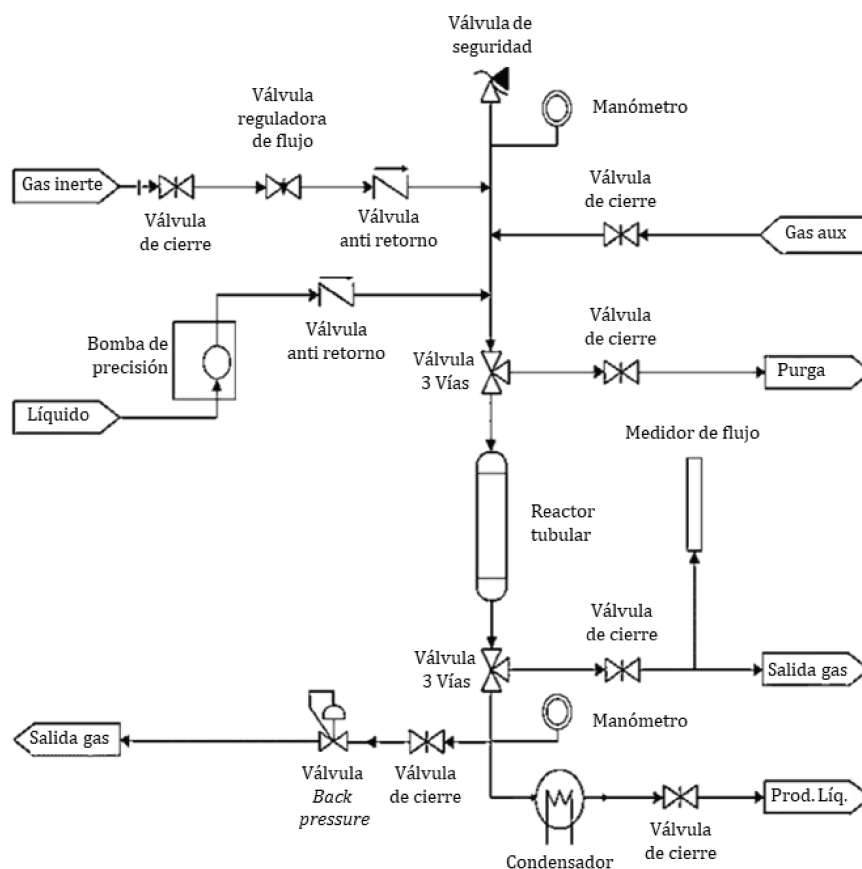 Válvula de
seguridad
Manómetro
Válvula
reguladora
de flujo
Gas inerte
Válvula
de cierre
Válvula
anti retorno
Válvula
de cierre
Gas aux
Bomba de
precisión
Válvula
anti retorno
Líquido
Válvula
3 Vías
Válvula
de cierre
Purga
Medidor de flujo
Reactor
tubular
Válvula
de cierre
Válvula
3 Vías
Salida gas
Manómetro
Salida gas
Válvula
Back
pressure
Válvula
de cierre
Condensador
Válvula
de cierre
Prod. Líq.